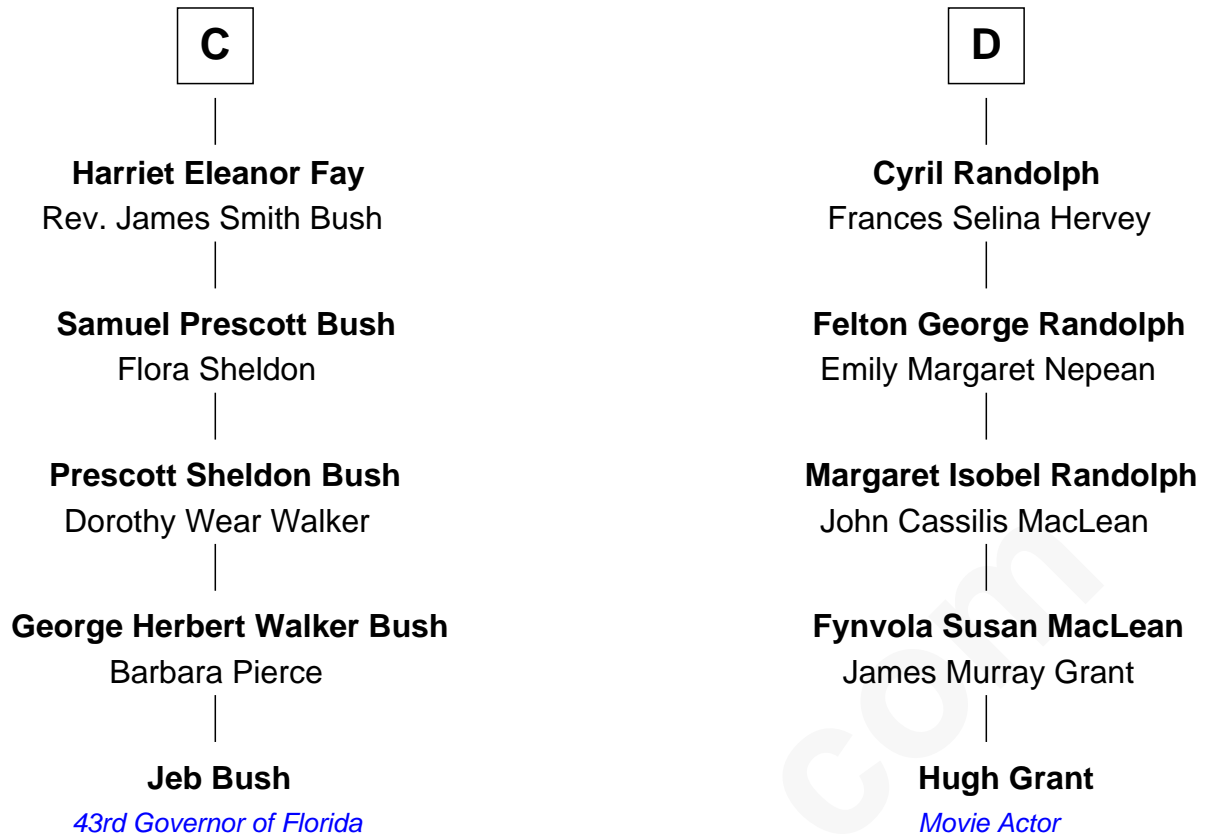 C
Harriet Eleanor Fay
Rev. James Smith Bush
Samuel Prescott Bush
Flora Sheldon
Prescott Sheldon Bush
Dorothy Wear Walker
George Herbert Walker Bush
Barbara Pierce
Jeb Bush
43rd Governor of Florida
D
Cyril Randolph
Frances Selina Hervey
Felton George Randolph
Emily Margaret Nepean
Margaret Isobel Randolph
John Cassilis MacLean
Fynvola Susan MacLean
James Murray Grant
Hugh Grant
Movie Actor
com